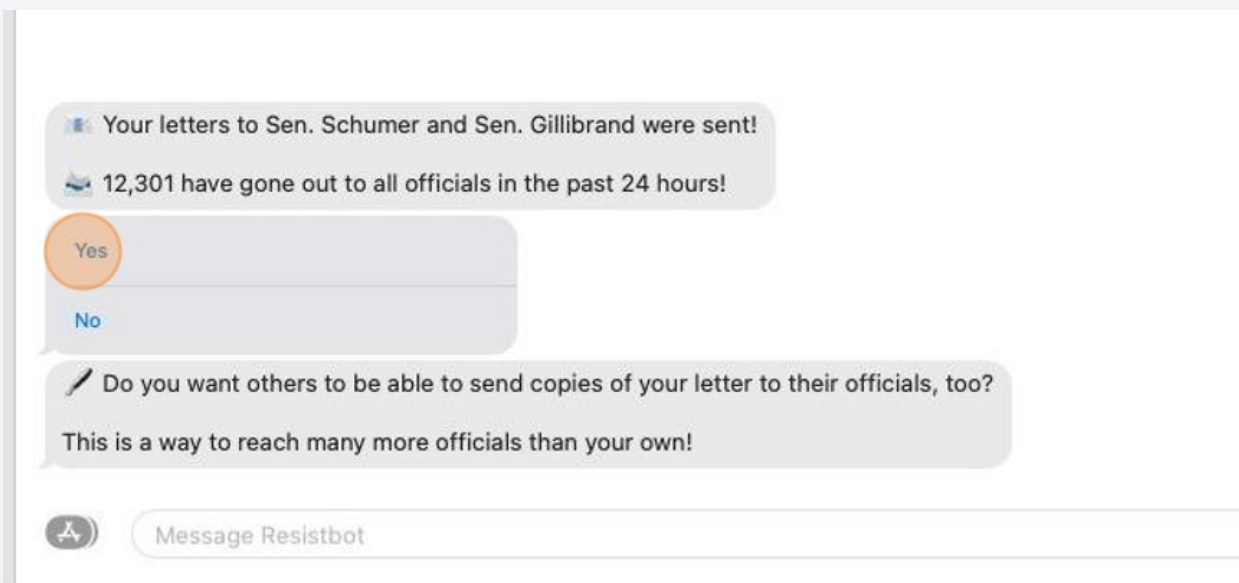 Your letters to Sen. Schumer and Sen. Gillibrand were sent!
12,301 have gone out to all officials in the past 24 hours!
Yes
No
Do you want others to be able to send copies of your letter to their officials, too?
This is a way to reach many more officials than your own!
Message Resistbot